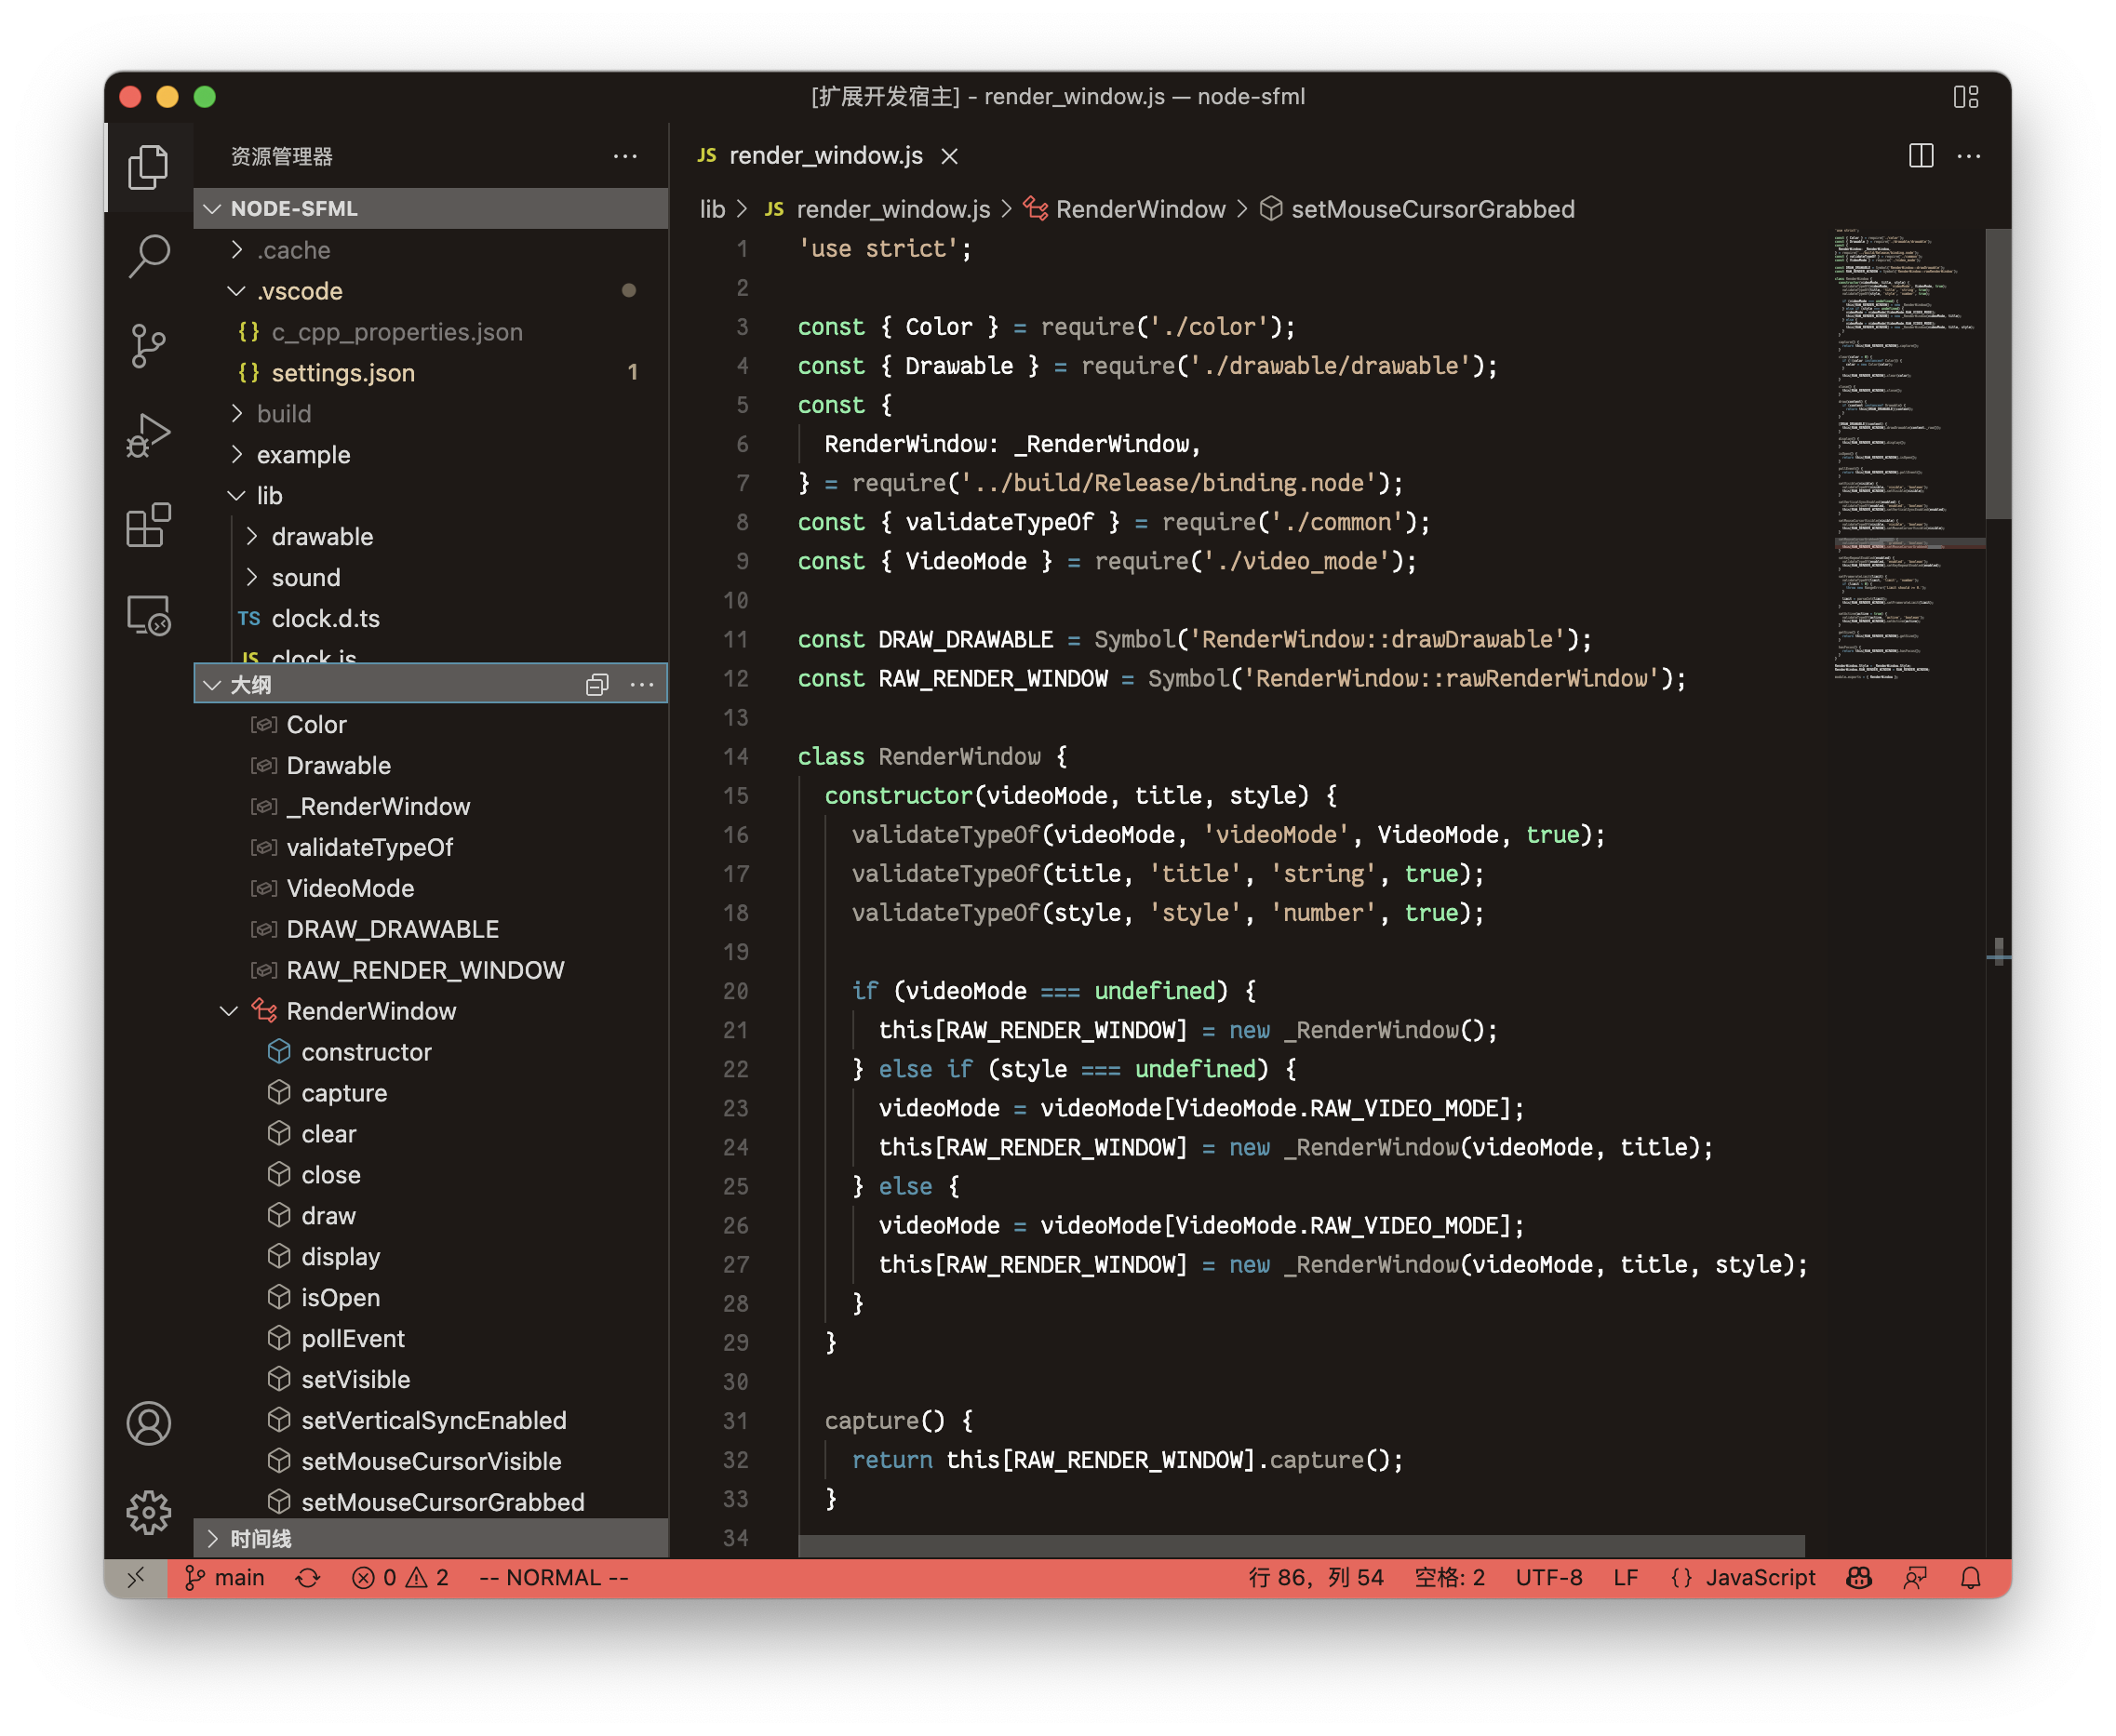 [扩展开发宿主] - render_window.js — node-sfml
资源管理器
NODE-SFML
.cache
.vscode
{} c_cpp_properties.json
{} settings.json 1
build
example
lib
drawable
sound
TS clock.d.ts
JS clock.js
大纲
Color
Drawable
_RenderWindow
validateTypeOf
VideoMode
DRAW_DRAWABLE
RAW_RENDER_WINDOW
RenderWindow
constructor
capture
clear
close
draw
display
isOpen
pollEvent
setVisible
setVerticalSyncEnabled
setMouseCursorVisible
setMouseCursorGrabbed
时间线
JS render_window.js
lib > JS render_window.js > RenderWindow > setMouseCursorGrabbed
1 'use strict';
2
3 const { Color } = require('./color');
4 const { Drawable } = require('./drawable/drawable');
5 const {
6 RenderWindow: _RenderWindow,
7 } = require('../build/Release/binding.node');
8 const { validateTypeOf } = require('./common');
9 const { VideoMode } = require('./video_mode');
10
11 const DRAW_DRAWABLE = Symbol('RenderWindow::drawDrawable');
12 const RAW_RENDER_WINDOW = Symbol('RenderWindow::rawRenderWindow');
13
14 class RenderWindow {
15 constructor(videoMode, title, style) {
16 validateTypeOf(videoMode, 'videoMode', VideoMode, true);
17 validateTypeOf(title, 'title', 'string', true);
18 validateTypeOf(style, 'style', 'number', true);
19
20 if (videoMode === undefined) {
21 this[RAW_RENDER_WINDOW] = new _RenderWindow();
22 } else if (style === undefined) {
23 videoMode = videoMode[VideoMode.RAW_VIDEO_MODE];
24 this[RAW_RENDER_WINDOW] = new _RenderWindow(videoMode, title);
25 } else {
26 videoMode = videoMode[VideoMode.RAW_VIDEO_MODE];
27 this[RAW_RENDER_WINDOW] = new _RenderWindow(videoMode, title, style);
28 }
29 }
30
31 capture() {
32 return this[RAW_RENDER_WINDOW].capture();
33 }
34
main 0 2 -- NORMAL -- 行 86，列 54 空格: 2 UTF-8 LF {} JavaScript